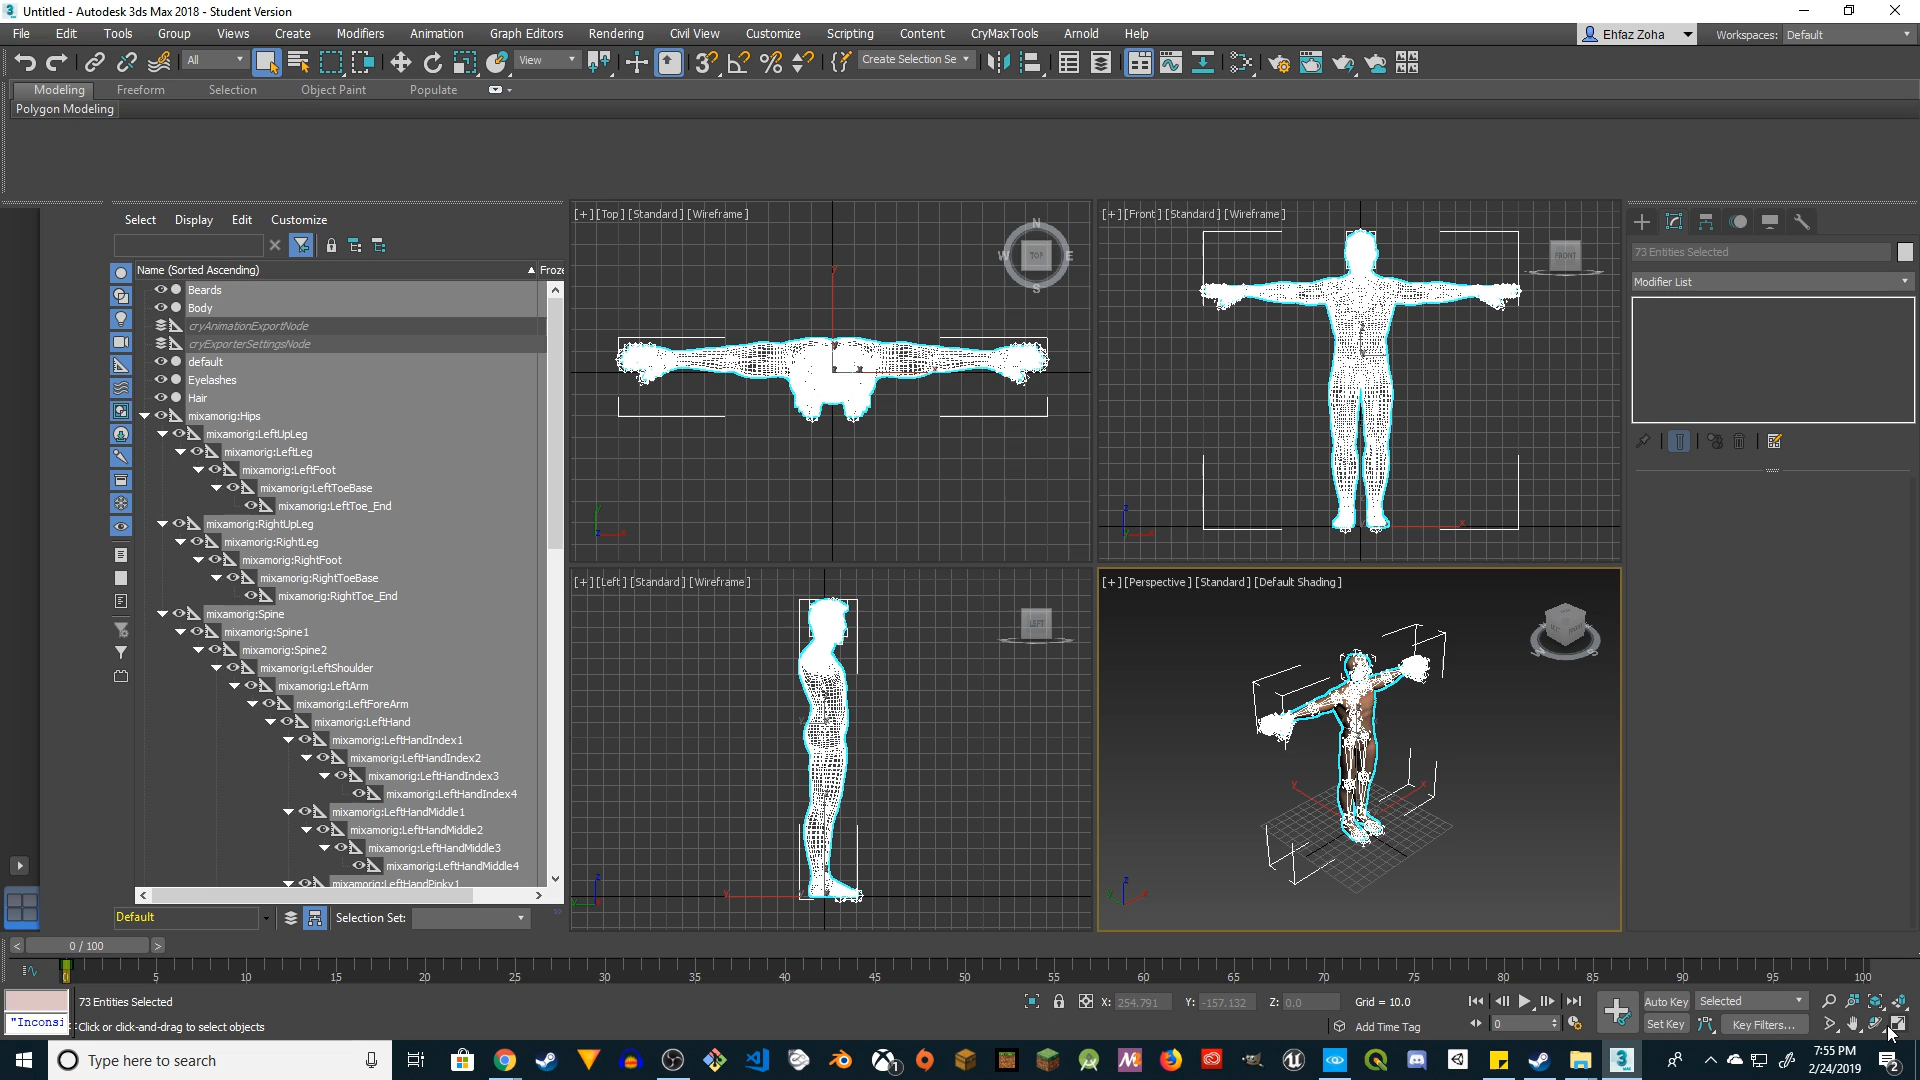 Untitled - Autodesk 3ds Max 2018 - Student Version
File Edit Tools Group Views Create Modifiers Animation Graph Editors Rendering Civil View Customize Scripting Content CryMaxTools Arnold Help
Ehfaz Zoha Workspaces: Default
All View Create Selection Se
Modeling Freeform Selection Object Paint Populate
Polygon Modeling
Select Display Edit Customize
Name (Sorted Ascending) Froze
Beards
Body
cryAnimationExportNode
cryExporterSettingsNode
default
Eyelashes
Hair
mixamorig:Hips
mixamorig:LeftUpLeg
mixamorig:LeftLeg
mixamorig:LeftFoot
mixamorig:LeftToeBase
mixamorig:LeftToe_End
mixamorig:RightUpLeg
mixamorig:RightLeg
mixamorig:RightFoot
mixamorig:RightToeBase
mixamorig:RightToe_End
mixamorig:Spine
mixamorig:Spine1
mixamorig:Spine2
mixamorig:LeftShoulder
mixamorig:LeftArm
mixamorig:LeftForeArm
mixamorig:LeftHand
mixamorig:LeftHandIndex1
mixamorig:LeftHandIndex2
mixamorig:LeftHandIndex3
mixamorig:LeftHandIndex4
mixamorig:LeftHandMiddle1
mixamorig:LeftHandMiddle2
mixamorig:LeftHandMiddle3
mixamorig:LeftHandMiddle4
mixamorig:LeftHandPinky1
Default Selection Set:
[+] [Top] [Standard] [Wireframe]
N
W TOP E
S
[+] [Front] [Standard] [Wireframe]
FRONT
[+] [Left] [Standard] [Wireframe]
LEFT
[+] [Perspective] [Standard] [Default Shading]
73 Entities Selected
Modifier List
< 0 / 100 >
0 5 10 15 20 25 30 35 40 45 50 55 60 65 70 75 80 85 90 95 100
73 Entities Selected X: 254.791 Y: -157.132 Z: 0.0 Grid = 10.0 Auto Key Selected
"Inconsi Click or click-and-drag to select objects Add Time Tag 0 Set Key Key Filters...
Type here to search
7:55 PM
2/24/2019
2